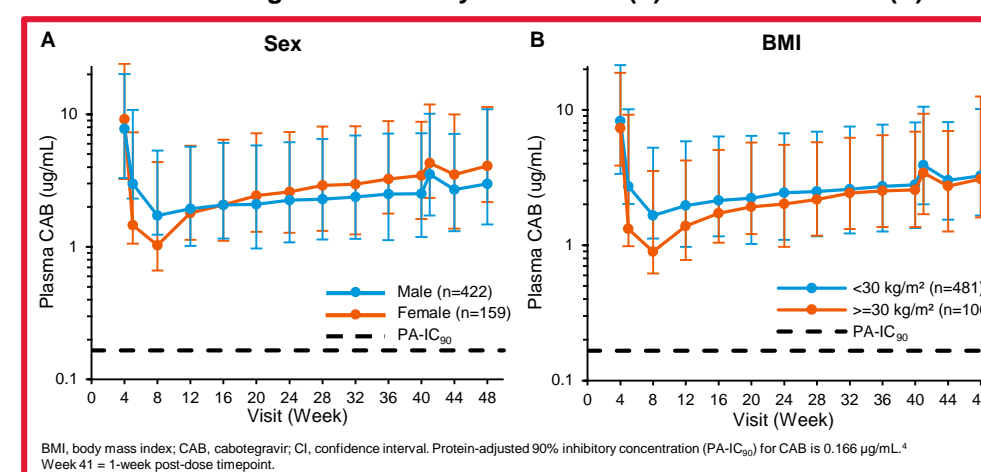 A
Sex
Plasma CAB (ug/mL)
10
1
0.1
Male (n=422)
Female (n=159)
PA-IC90
0 4 8 12 16 20 24 28 32 36 40 44 48
Visit (Week)
B
BMI
Plasma CAB (ug/mL)
10
1
0.1
<30 kg/m² (n=481)
>=30 kg/m² (n=10
PA-IC90
0 4 8 12 16 20 24 28 32 36 40 44
Visit (Week)
BMI, body mass index; CAB, cabotegravir; CI, confidence interval. Protein-adjusted 90% inhibitory concentration (PA-IC90) for CAB is 0.166 µg/mL.⁴
Week 41 = 1-week post-dose timepoint.